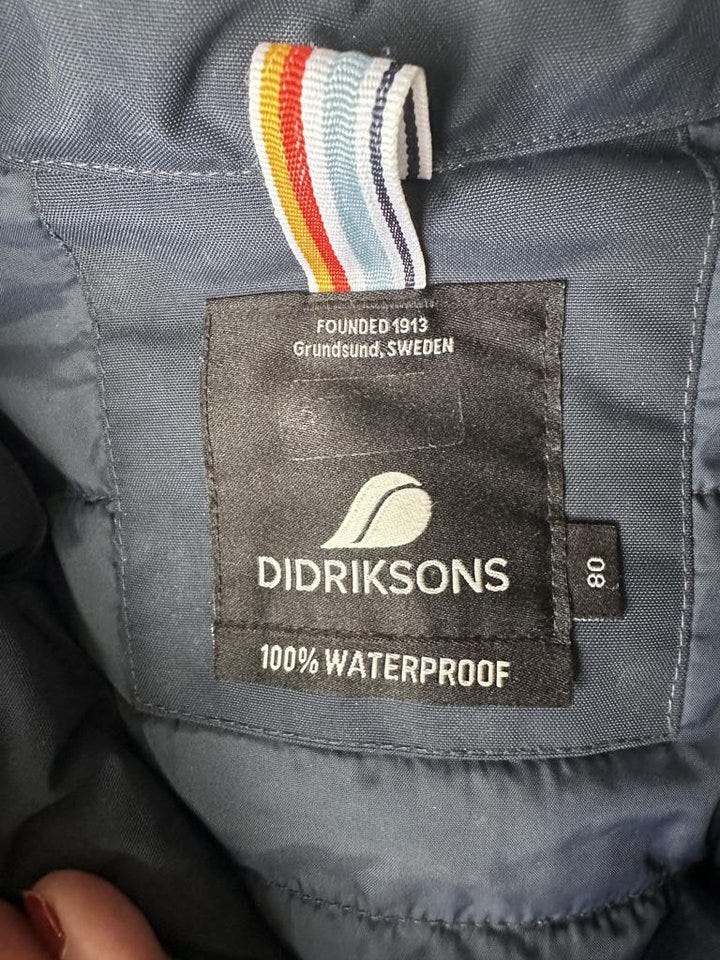 FOUNDED 1913
Grundsund, SWEDEN
DIDRIKSONS
80
100% WATERPROOF